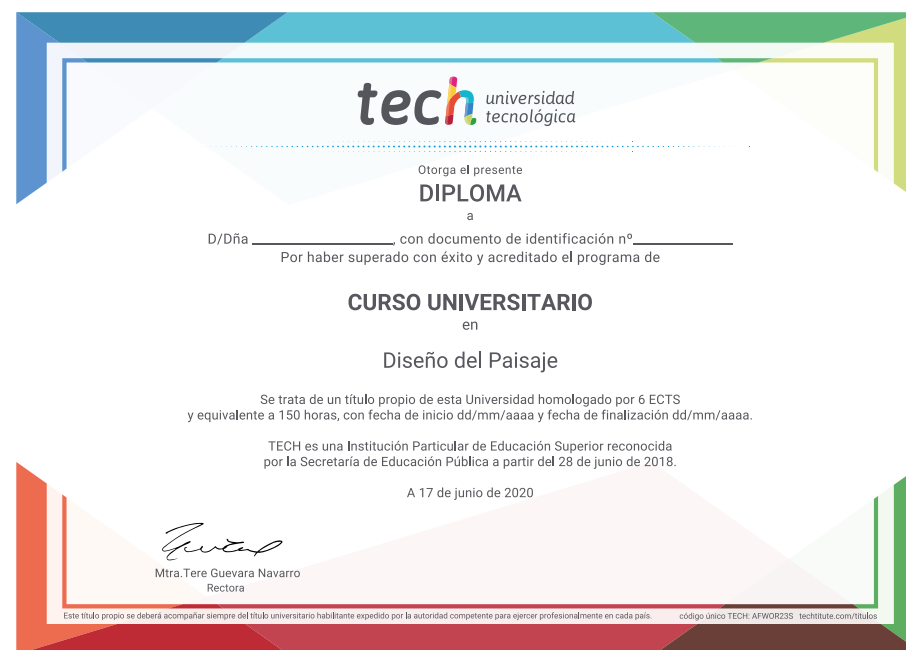 tech universidad
tecnológica
Otorga el presente
DIPLOMA
a
D/Dña ____________________, con documento de identificación nº______________
Por haber superado con éxito y acreditado el programa de
CURSO UNIVERSITARIO
en
Diseño del Paisaje
Se trata de un título propio de esta Universidad homologado por 6 ECTS
y equivalente a 150 horas, con fecha de inicio dd/mm/aaaa y fecha de finalización dd/mm/aaaa.
TECH es una Institución Particular de Educación Superior reconocida
por la Secretaría de Educación Pública a partir del 28 de junio de 2018.
A 17 de junio de 2020
Mtra.Tere Guevara Navarro
Rectora
Este título propio se deberá acompañar siempre del título universitario habilitante expedido por la autoridad competente para ejercer profesionalmente en cada país. código único TECH: AFWOR23S techtitute.com/títulos